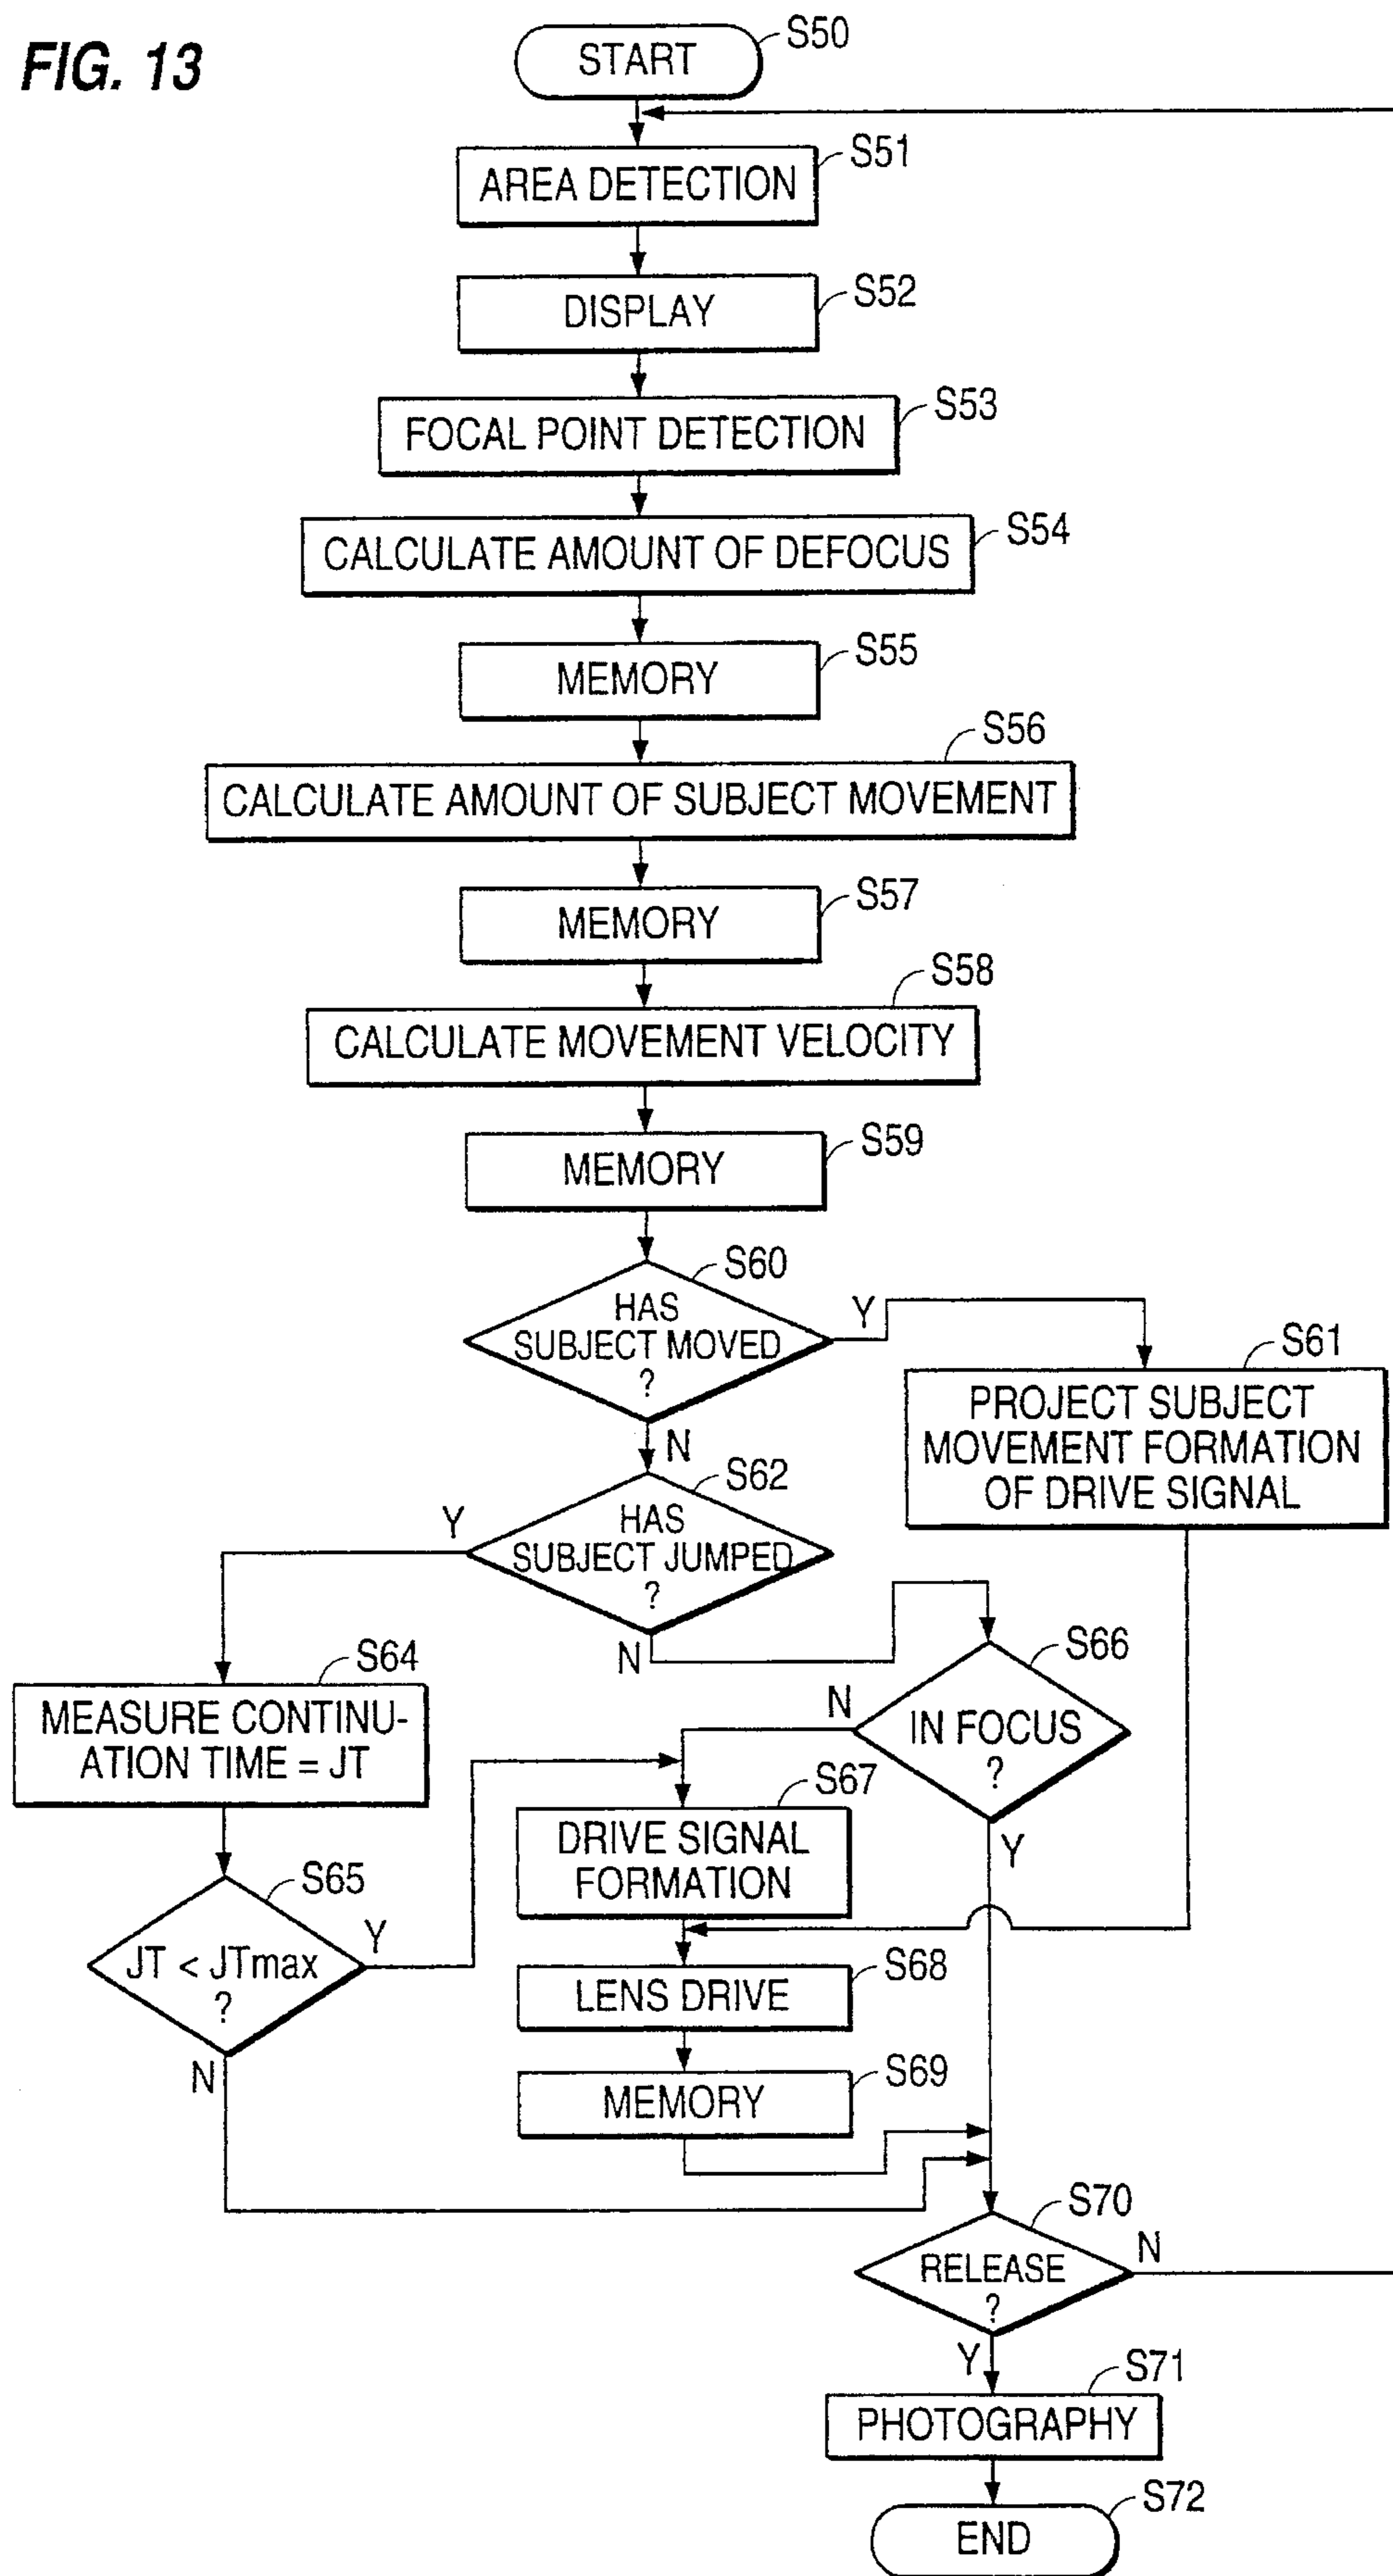 FIG. 13
START
S50
AREA DETECTION
S51
DISPLAY
S52
FOCAL POINT DETECTION
S53
CALCULATE AMOUNT OF DEFOCUS
S54
MEMORY
S55
CALCULATE AMOUNT OF SUBJECT MOVEMENT
S56
MEMORY
S57
CALCULATE MOVEMENT VELOCITY
S58
MEMORY
S59
HAS
SUBJECT MOVED
?
S60
Y
N
PROJECT SUBJECT
MOVEMENT FORMATION
OF DRIVE SIGNAL
S61
HAS
SUBJECT JUMPED
?
S62
Y
N
MEASURE CONTINU-
ATION TIME = JT
S64
JT < JTmax
?
S65
Y
N
IN FOCUS
?
S66
N
Y
DRIVE SIGNAL
FORMATION
S67
LENS DRIVE
S68
MEMORY
S69
RELEASE
?
S70
N
Y
PHOTOGRAPHY
S71
END
S72